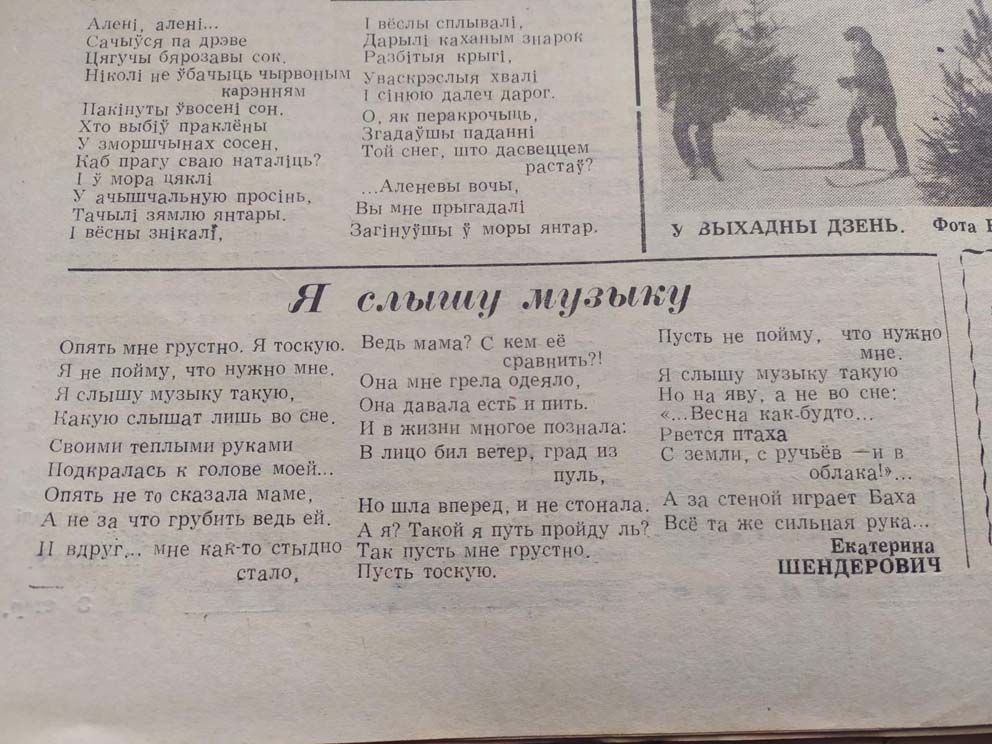 Алені, алені...
Сачыўся па дрэве
Цягучы бярозавы сок.
Ніколі не ўбачыць чырвоным
карэнням
Пакінуты ўвосені сон.
Хто выбіў праклёны
У зморшчынах сосен,
Каб прагу сваю наталіць?
І ў мора цяклі
У ачышчальную просінь,
Тачылі зямлю янтары.
І вёсны знікалі,
І вёслы сплывалі,
Дарылі каханым знарок
Разбітыя крыгі,
Уваскрэслыя хвалі
І сінюю далеч дарог.
О, як перакрочыць,
Згадаўшы паданні
Той снег, што дасвеццем
растаў?
...Аленевы вочы,
Вы мне прыгадалі
Загінуўшы ў моры янтар.
У ВЫХАДНЫ ДЗЕНЬ. Фота
Я слышу музыку
Опять мне грустно. Я тоскую.
Я не пойму, что нужно мне.
Я слышу музыку такую,
Какую слышат лишь во сне.
Своими теплыми руками
Подкралась к голове моей...
Опять не то сказала маме,
А не за что грубить ведь ей.
И вдруг... мне как-то стыдно
стало,
Ведь мама? С кем её
сравнить?!
Она мне грела одеяло,
Она давала есть и пить.
И в жизни многое познала:
В лицо бил ветер, град из
пуль,
Но шла вперед, и не стонала.
А я? Такой я путь пройду ль?
Так пусть мне грустно.
Пусть тоскую.
Пусть не пойму, что нужно
мне.
Я слышу музыку такую
Но на яву, а не во сне:
«...Весна как-будто...
Рвется птаха
С земли, с ручьёв — и в
облака!»...
А за стеной играет Баха
Всё та же сильная рука...
Екатерина
ШЕНДЕРОВИЧ